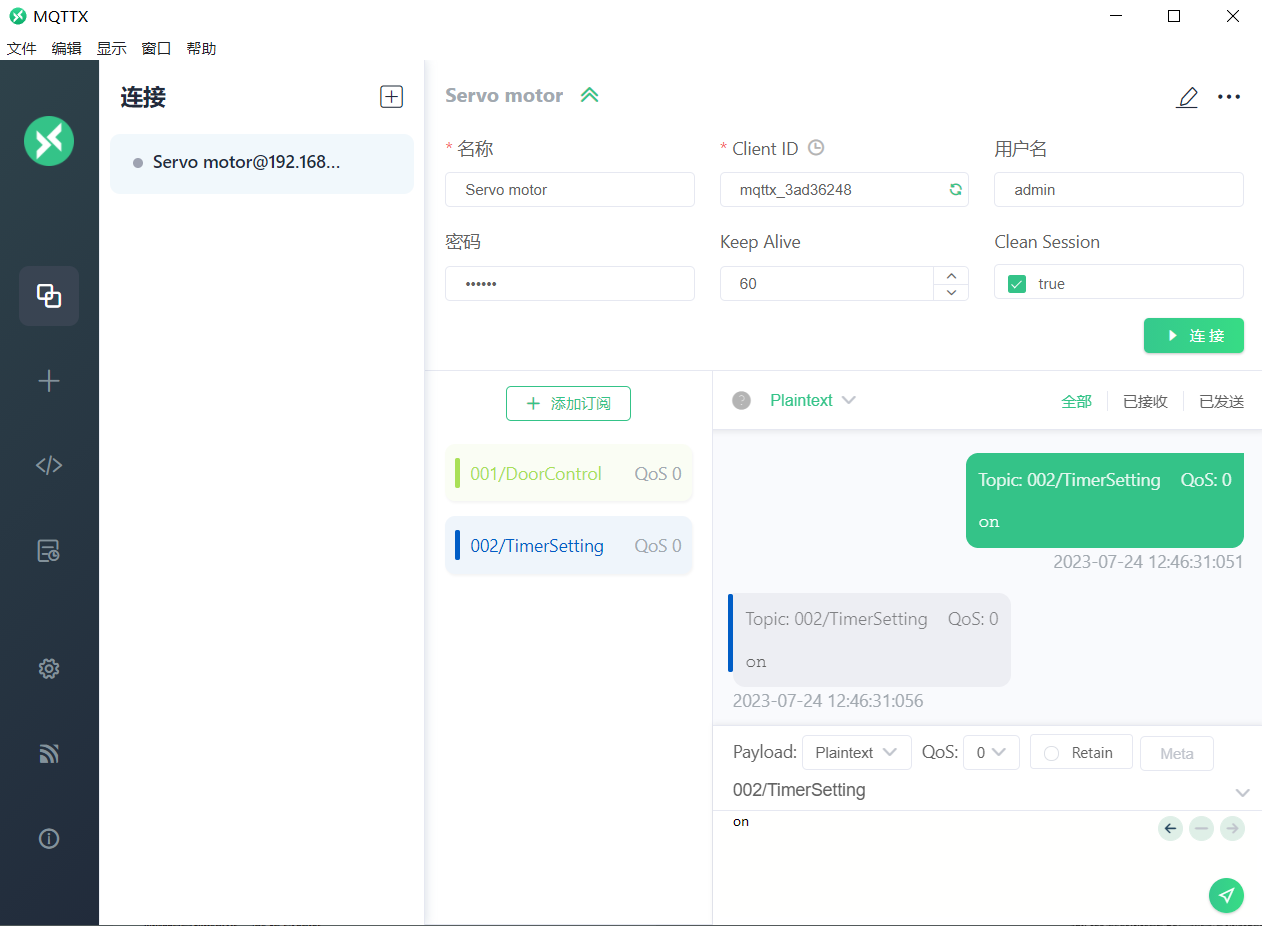 MQTTX
文件 编辑 显示 窗口 帮助
连接
Servo motor@192.168...
Servo motor
* 名称
* Client ID
用户名
Servo motor
mqttx_3ad36248
admin
密码
Keep Alive
Clean Session
••••••
60
true
连接
添加订阅
001/DoorControl QoS 0
002/TimerSetting QoS 0
Plaintext
全部 已接收 已发送
Topic: 002/TimerSetting QoS: 0
on
2023-07-24 12:46:31:051
Topic: 002/TimerSetting QoS: 0
on
2023-07-24 12:46:31:056
Payload: Plaintext QoS: 0 Retain Meta
002/TimerSetting
on